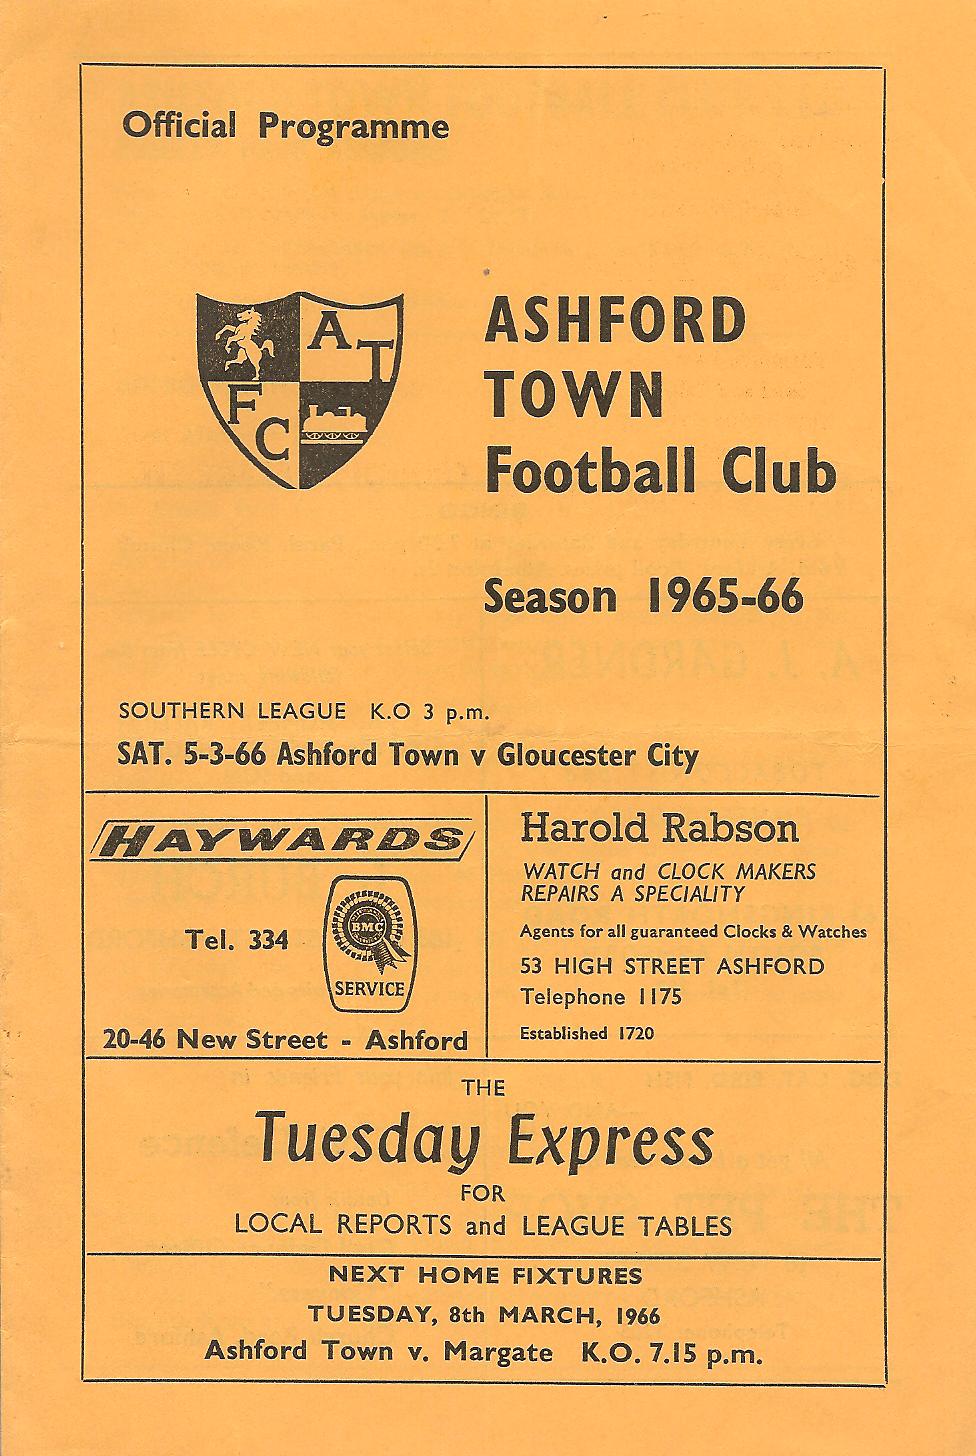 Official Programme
A T
F C
ASHFORD
TOWN
Football Club
Season 1965-66
SOUTHERN LEAGUE K.O 3 p.m.
SAT. 5-3-66 Ashford Town v Gloucester City
HAYWARDS
Tel. 334
BMC
SERVICE
20-46 New Street - Ashford
Harold Rabson
WATCH and CLOCK MAKERS
REPAIRS A SPECIALITY
Agents for all guaranteed Clocks & Watches
53 HIGH STREET ASHFORD
Telephone 1175
Established 1720
THE
Tuesday Express
FOR
LOCAL REPORTS and LEAGUE TABLES
NEXT HOME FIXTURES
TUESDAY, 8th MARCH, 1966
Ashford Town v. Margate K.O. 7.15 p.m.